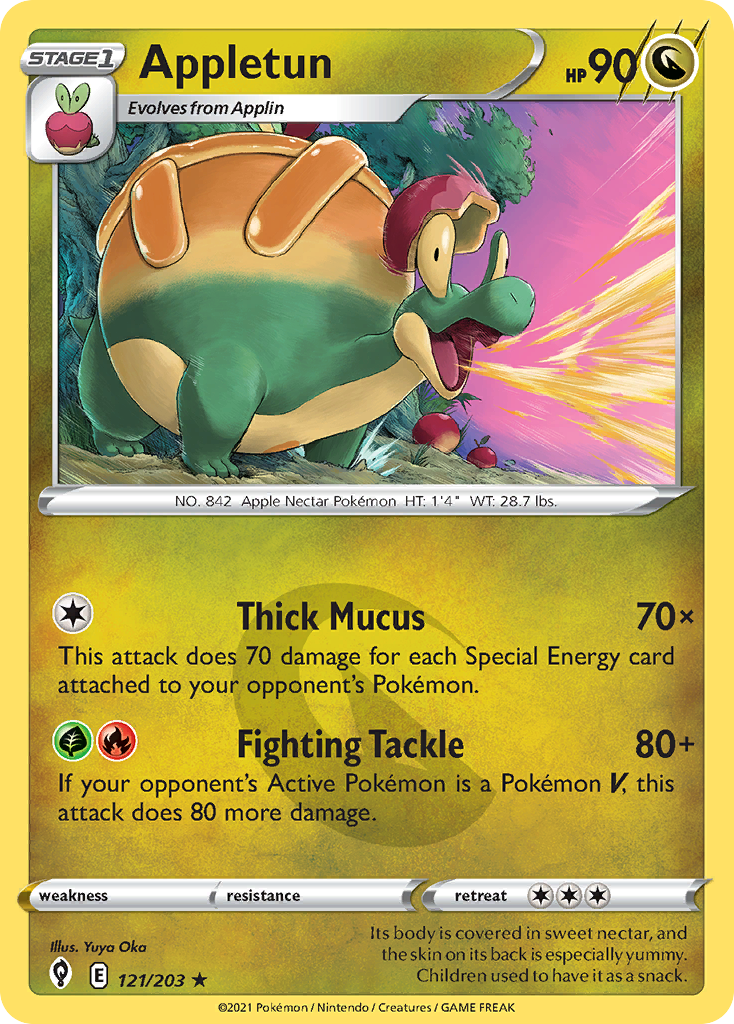 STAGE 1
Appletun
HP 90
Evolves from Applin
NO. 842 Apple Nectar Pokémon HT: 1'4" WT: 28.7 lbs.
Thick Mucus 70×
This attack does 70 damage for each Special Energy card
attached to your opponent's Pokémon.
Fighting Tackle 80+
If your opponent's Active Pokémon is a Pokémon V, this
attack does 80 more damage.
weakness resistance retreat
Illus. Yuya Oka
Its body is covered in sweet nectar, and
the skin on its back is especially yummy.
Children used to have it as a snack.
E 121/203 ★
©2021 Pokémon / Nintendo / Creatures / GAME FREAK